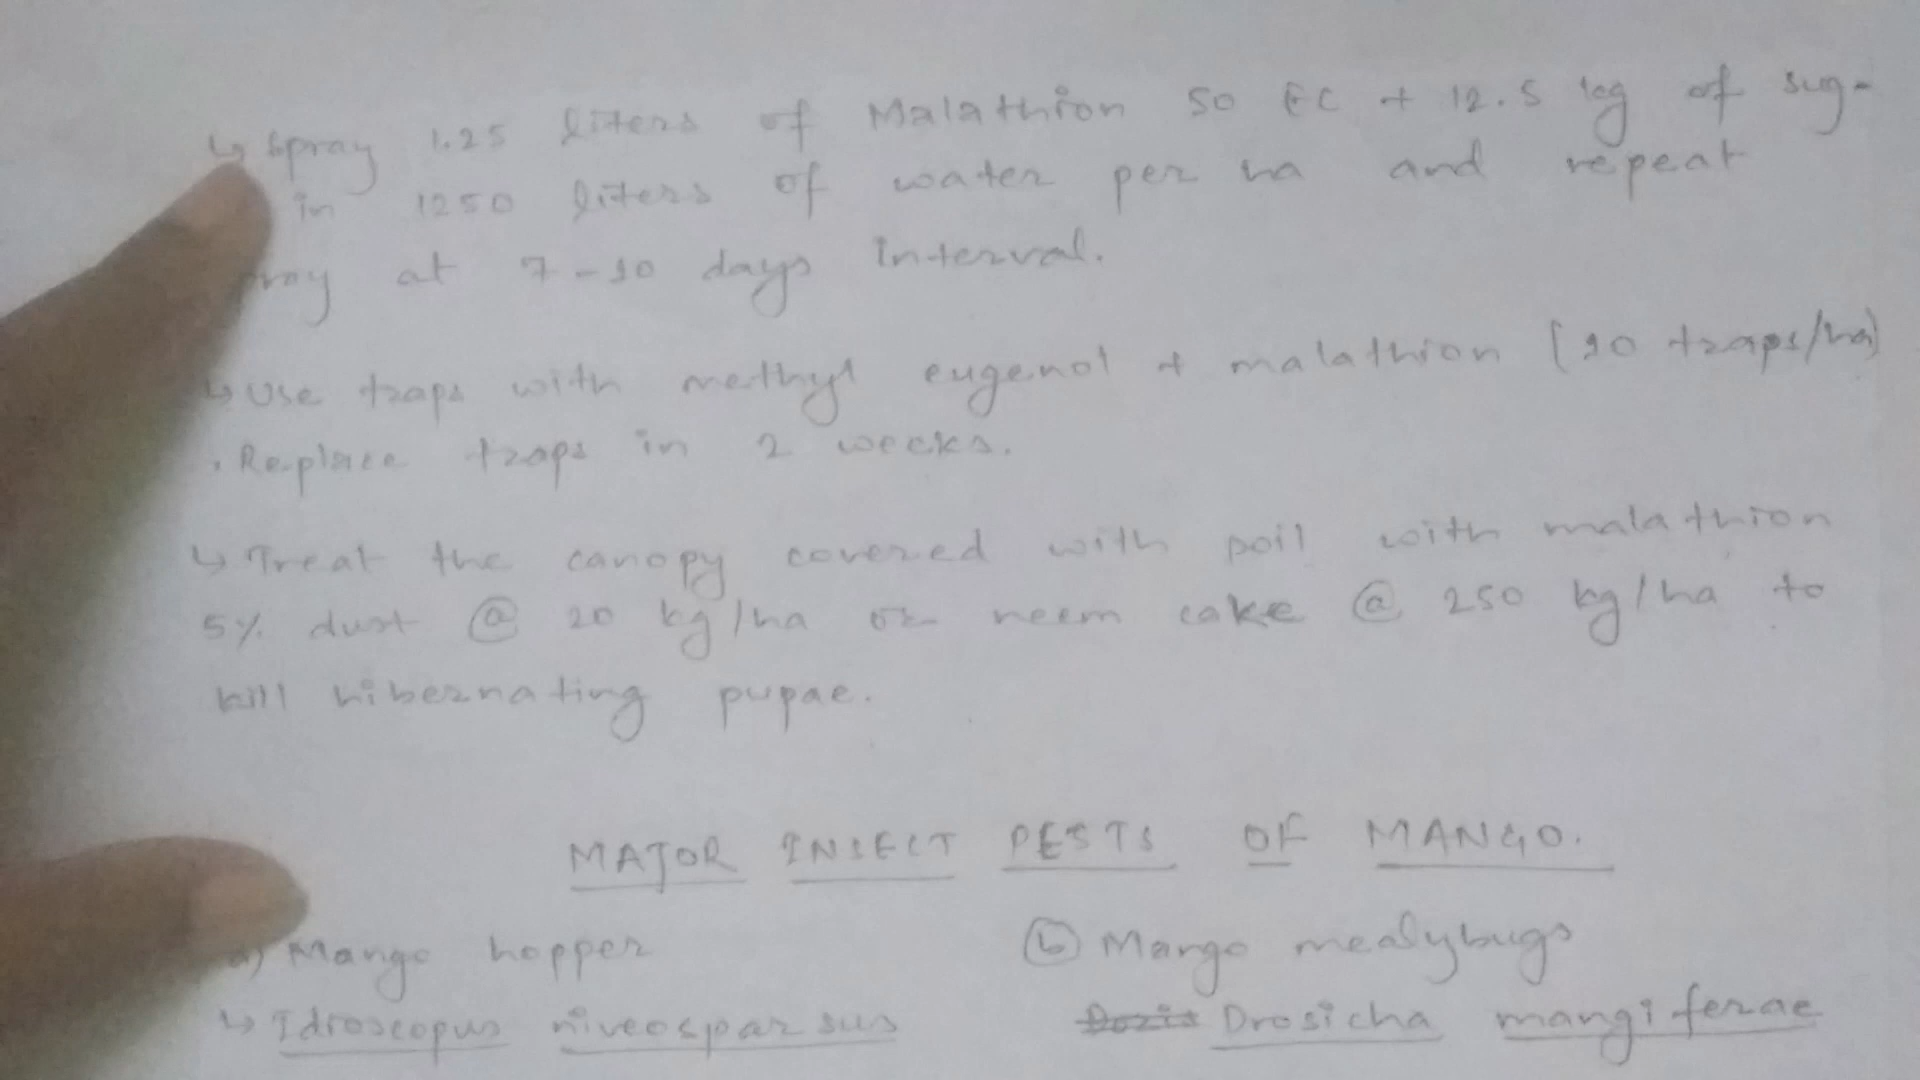 ↳ Spray 1.25 liters of Malathion 50 EC + 12.5 kg of sug-
in 1250 liters of water per ha and repeat
pray at 7-10 days interval.
↳ Use traps with methyl eugenol + malathion (10 traps/ha)
. Replace traps in 2 weeks.
↳ Treat the canopy covered with poil with malathion
5% dust @ 20 kg/ha or neem cake @ 250 kg/ha to
kill hibernating pupae.
MAJOR INSECT PESTS OF MANGO.
a) Mango hopper
(b) Mango mealybugs
↳ Idroscopus niveosparsus
Drosicha mangiferae